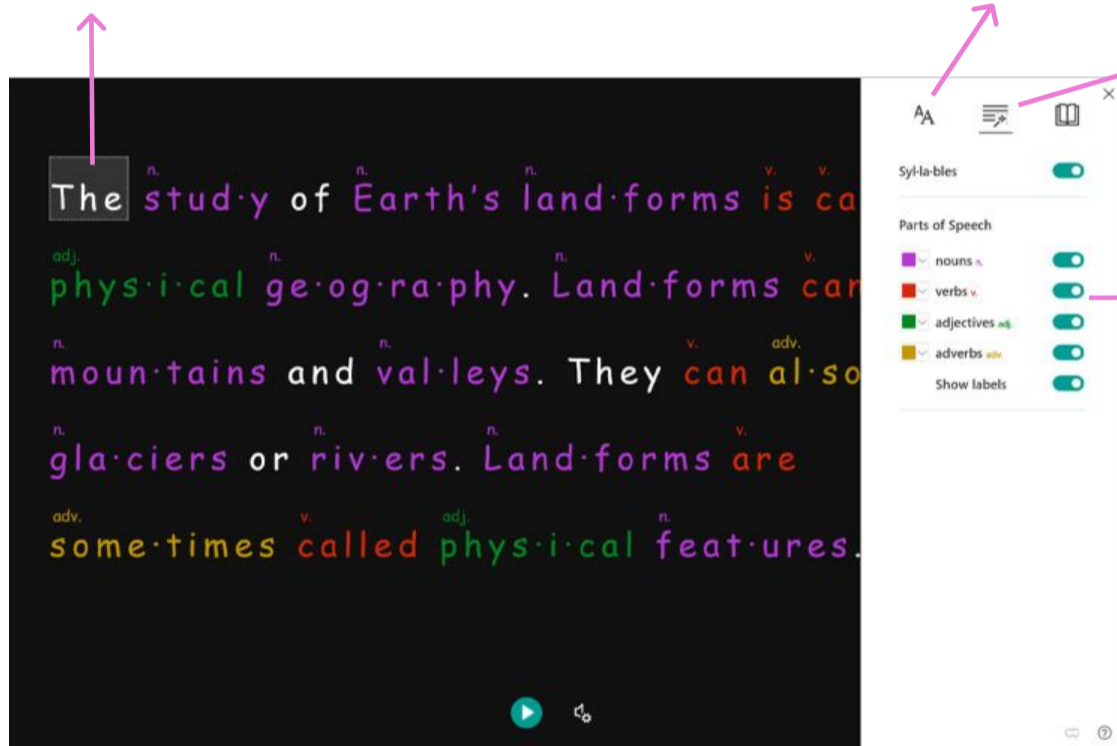 n. n. n. v. v.
The stud·y of Earth's land·forms is ca
adj. n. n. v.
phys·i·cal ge·og·ra·phy. Land·forms can
n. n. v. adv.
moun·tains and val·leys. They can al·so
n. n. n. v.
gla·ciers or riv·ers. Land·forms are
adv. v. adj. n.
some·times called phys·i·cal feat·ures.
AA
Syl·la·bles
Parts of Speech
nouns n.
verbs v.
adjectives adj.
adverbs adv.
Show labels